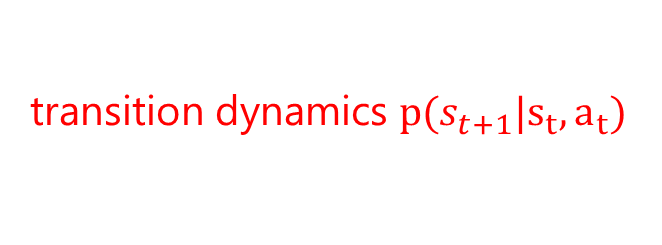 transition dynamics p(s_{t+1}|s_t, a_t)